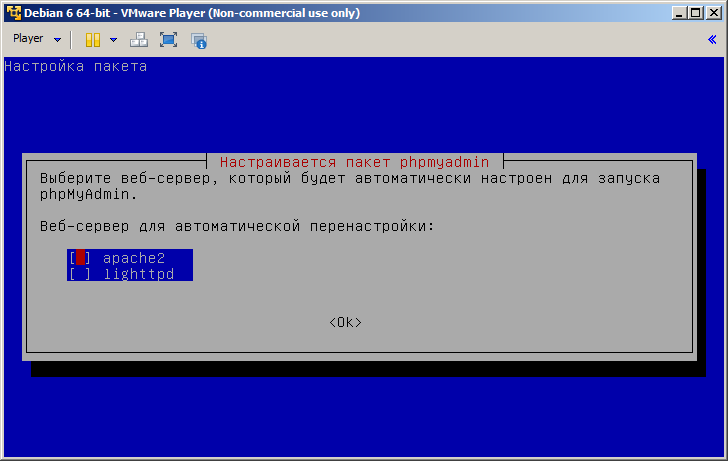 Debian 6 64-bit - VMware Player (Non-commercial use only)
Player
Настройка пакета
Настраивается пакет phpmyadmin
Выберите веб-сервер, который будет автоматически настроен для запуска
phpMyAdmin.
Веб-сервер для автоматической перенастройки:
[ ] apache2
[ ] lighttpd
<Ok>